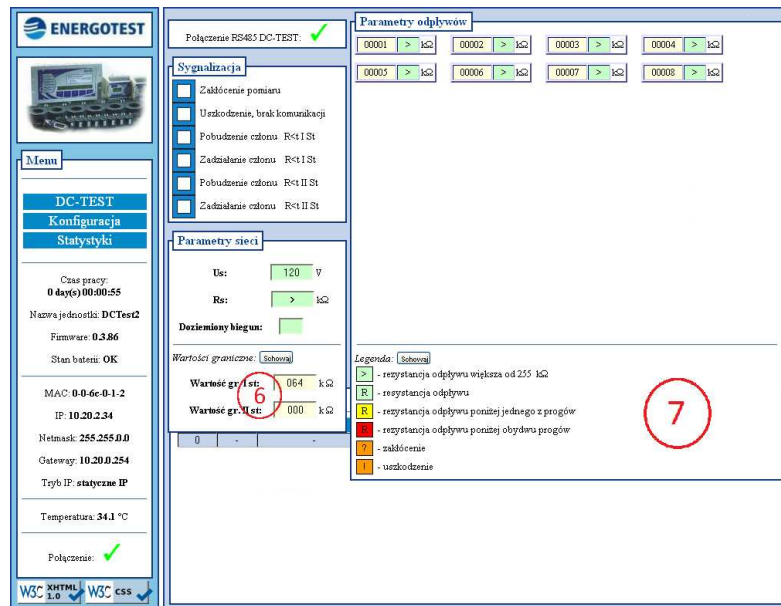 ENERGOTEST
Menu
DC-TEST
Konfiguracja
Statystyki
Czas pracy:
0 day(s) 00:00:55
Nazwa jednostki: DCTest2
Firmware: 0.3.86
Stan baterii: OK
MAC: 0-0-6c-0-1-2
IP: 10.20.2.34
Netmask: 255.255.0.0
Gateway: 10.20.0.254
Tryb IP: statyczne IP
Temperatura: 34.1 °C
Połączenie:
W3C XHTML 1.0
W3C css
Połączenie RS485 DC-TEST:
Sygnalizacja
Zakłócenie pomiaru
Uszkodzenie, brak komunikacji
Pobudzenie członu R<t I St
Zadziałanie członu R<t I St
Pobudzenie członu R<t II St
Zadziałanie członu R<t II St
Parametry sieci
Us: 120 V
Rs: > kΩ
Doziemiony biegun:
Wartości graniczne: Schowaj
Wartość gr. I st: 064 kΩ
Wartość gr. II st: 000 kΩ
6
0 - -
Parametry odpływów
00001 > kΩ 00002 > kΩ 00003 > kΩ 00004 > kΩ
00005 > kΩ 00006 > kΩ 00007 > kΩ 00008 > kΩ
Legenda: Schowaj
> - rezystancja odpływu większa od 255 kΩ
R - resystancja odpływu
R - rezystancja odpływu poniżej jednego z progów
R - rezystancja odpływu poniżej obydwu progów
? - zakłócenie
! - uszkodzenie
7